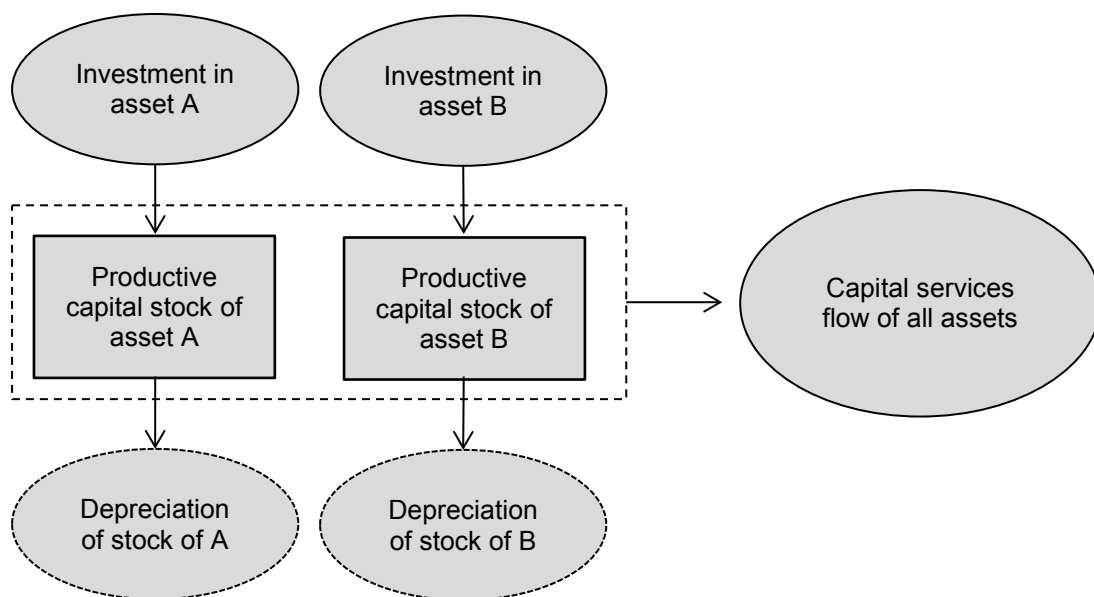 Investment in
asset A
Investment in
asset B
Productive
capital stock of
asset A
Productive
capital stock of
asset B
Capital services
flow of all assets
Depreciation
of stock of A
Depreciation
of stock of B